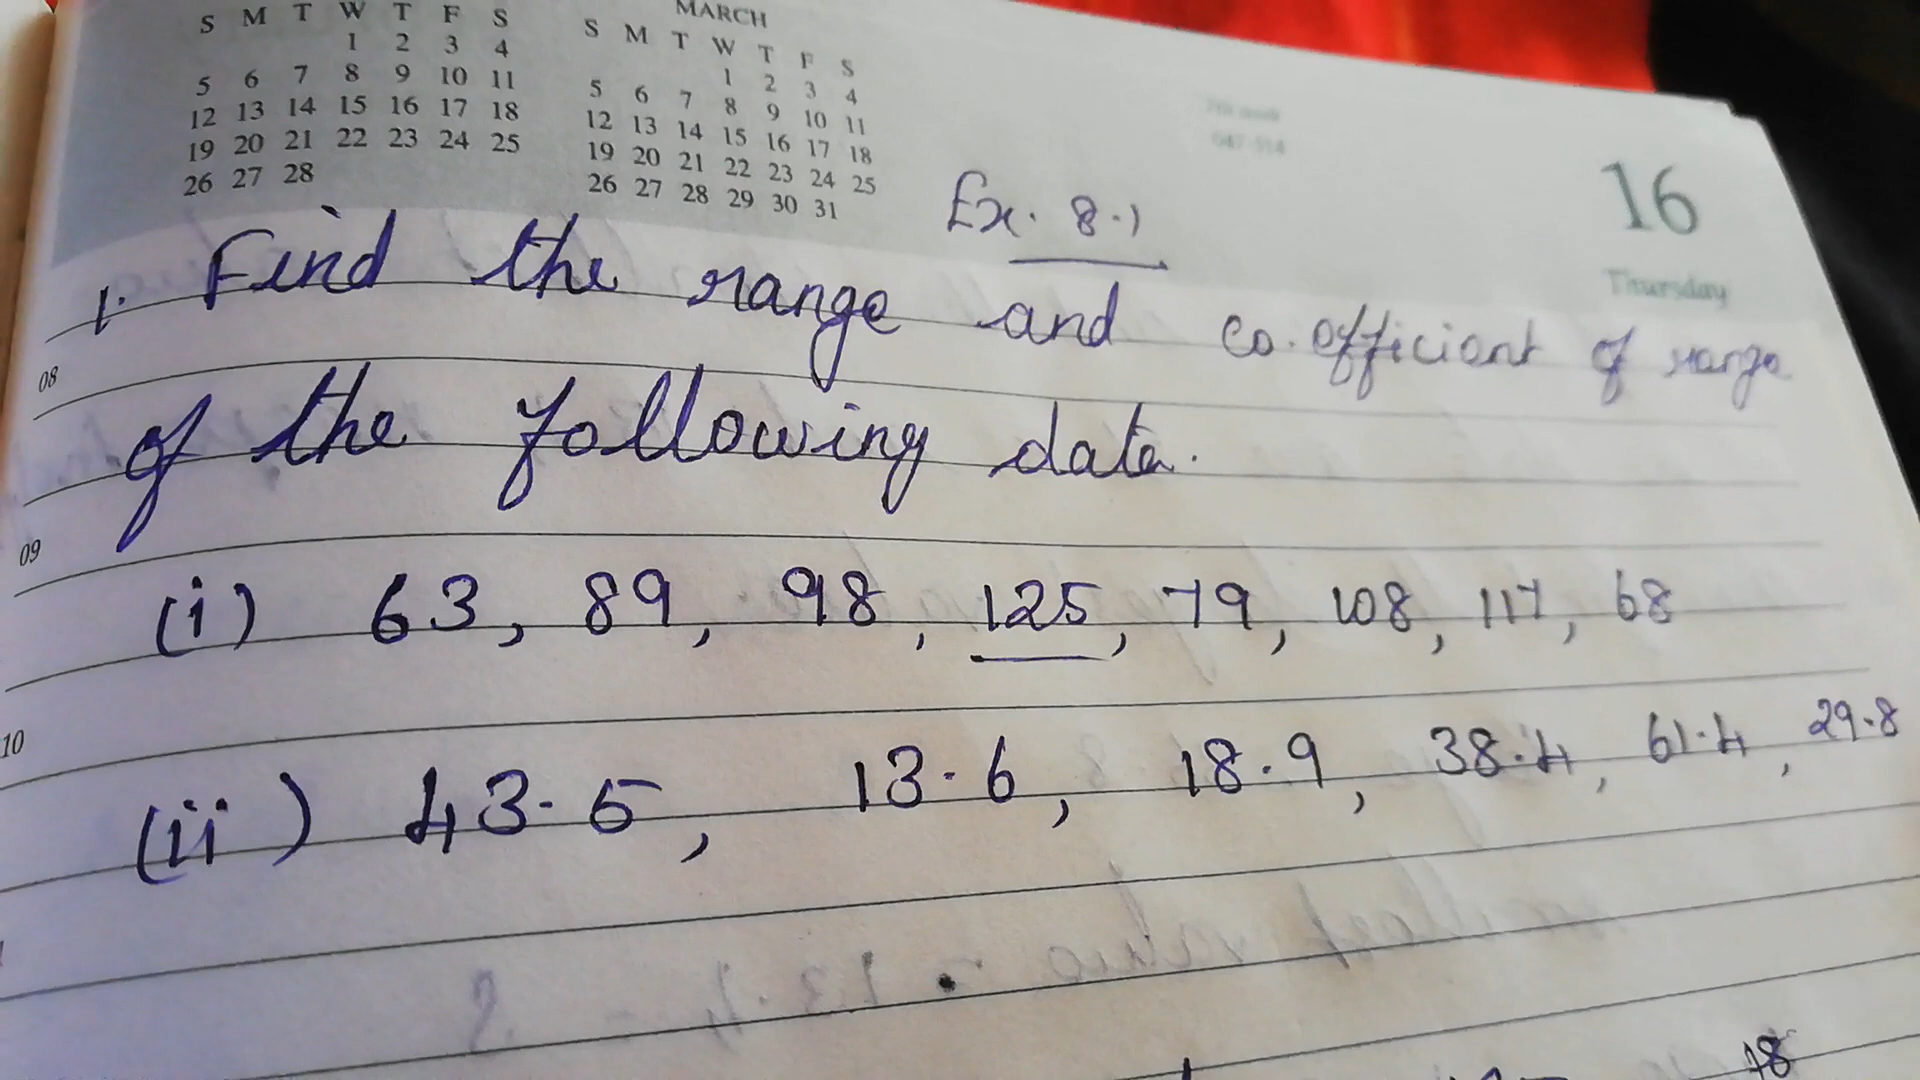 S M T W T F S
1 2 3 4
5 6 7 8 9 10 11
12 13 14 15 16 17 18
19 20 21 22 23 24 25
26 27 28
MARCH
S M T W T F S
1 2 3 4
5 6 7 8 9 10 11
12 13 14 15 16 17 18
19 20 21 22 23 24 25
26 27 28 29 30 31
16
Thursday
Ex. 8.1
1. Find the range and co.efficient of range
08
of the following data.
09
(i) 63, 89, 98, 125, 79, 108, 117, 68
10
(ii) 43.5, 13.6, 18.9, 38.4, 61.4, 29.8
18